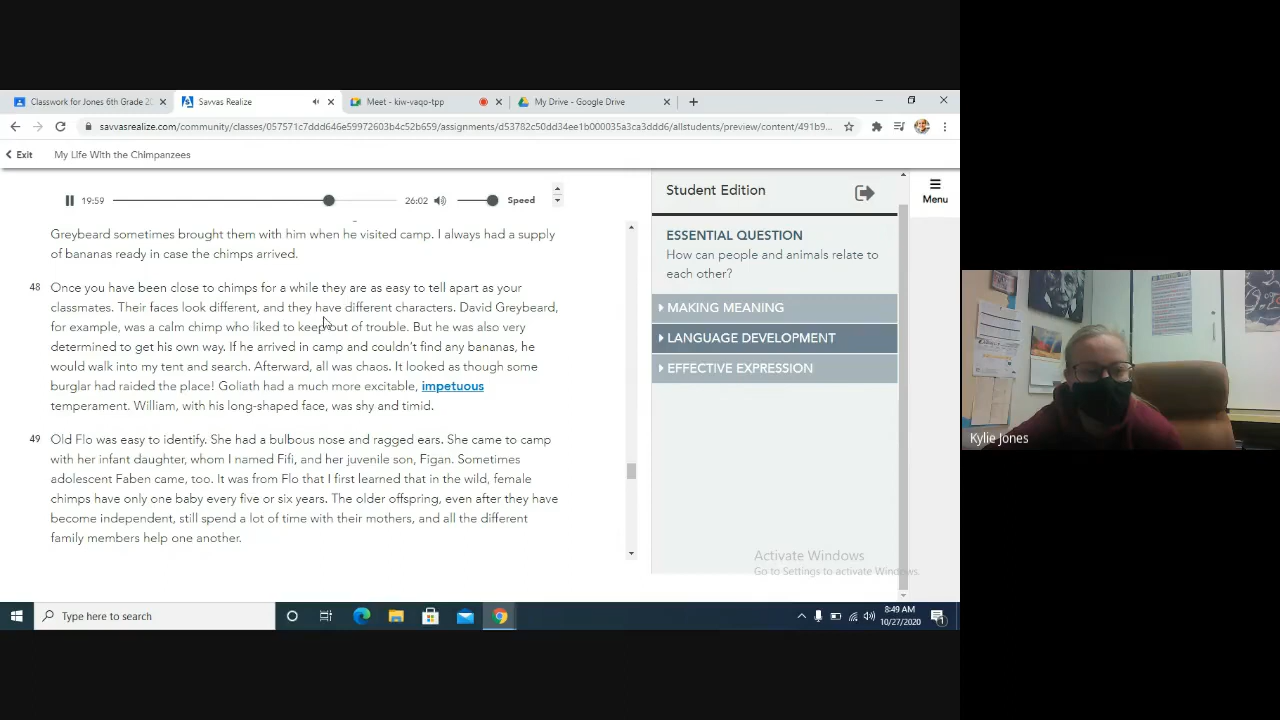 Classwork for Jones 6th Grade 20
Savvas Realize
Meet - kiw-vaqo-tpp
My Drive - Google Drive
savvasrealize.com/community/classes/057571c7ddd646e59972603b4c52b659/assignments/d53782c50dd34ee1b000035a3ca3ddd6/allstudents/preview/content/491b9...
Exit
My Life With the Chimpanzees
19:59
26:02
Speed
Greybeard sometimes brought them with him when he visited camp. I always had a supply
of bananas ready in case the chimps arrived.
48 Once you have been close to chimps for a while they are as easy to tell apart as your
classmates. Their faces look different, and they have different characters. David Greybeard,
for example, was a calm chimp who liked to keep out of trouble. But he was also very
determined to get his own way. If he arrived in camp and couldn't find any bananas, he
would walk into my tent and search. Afterward, all was chaos. It looked as though some
burglar had raided the place! Goliath had a much more excitable, impetuous
temperament. William, with his long-shaped face, was shy and timid.
49 Old Flo was easy to identify. She had a bulbous nose and ragged ears. She came to camp
with her infant daughter, whom I named Fifi, and her juvenile son, Figan. Sometimes
adolescent Faben came, too. It was from Flo that I first learned that in the wild, female
chimps have only one baby every five or six years. The older offspring, even after they have
become independent, still spend a lot of time with their mothers, and all the different
family members help one another.
Student Edition
Menu
ESSENTIAL QUESTION
How can people and animals relate to
each other?
MAKING MEANING
LANGUAGE DEVELOPMENT
EFFECTIVE EXPRESSION
Activate Windows
Go to Settings to activate Windows.
Kylie Jones
Type here to search
8:49 AM
10/27/2020
1